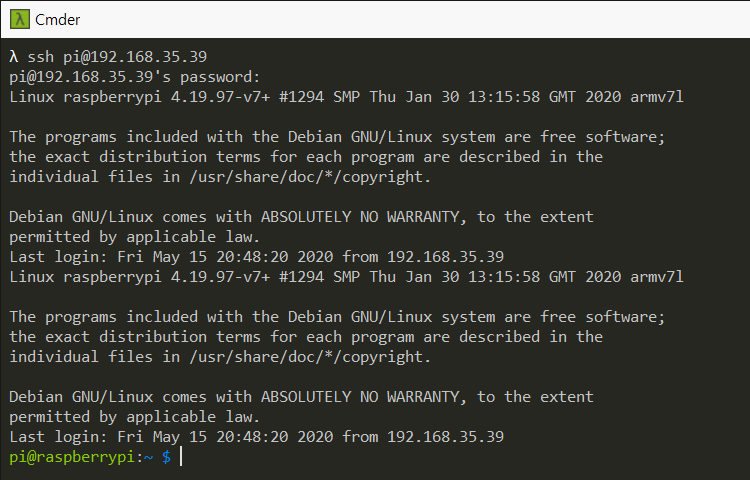 λ Cmder
λ ssh pi@192.168.35.39
pi@192.168.35.39's password:
Linux raspberrypi 4.19.97-v7+ #1294 SMP Thu Jan 30 13:15:58 GMT 2020 armv7l

The programs included with the Debian GNU/Linux system are free software;
the exact distribution terms for each program are described in the
individual files in /usr/share/doc/*/copyright.

Debian GNU/Linux comes with ABSOLUTELY NO WARRANTY, to the extent
permitted by applicable law.
Last login: Fri May 15 20:48:20 2020 from 192.168.35.39
Linux raspberrypi 4.19.97-v7+ #1294 SMP Thu Jan 30 13:15:58 GMT 2020 armv7l

The programs included with the Debian GNU/Linux system are free software;
the exact distribution terms for each program are described in the
individual files in /usr/share/doc/*/copyright.

Debian GNU/Linux comes with ABSOLUTELY NO WARRANTY, to the extent
permitted by applicable law.
Last login: Fri May 15 20:48:20 2020 from 192.168.35.39
pi@raspberrypi:~ $